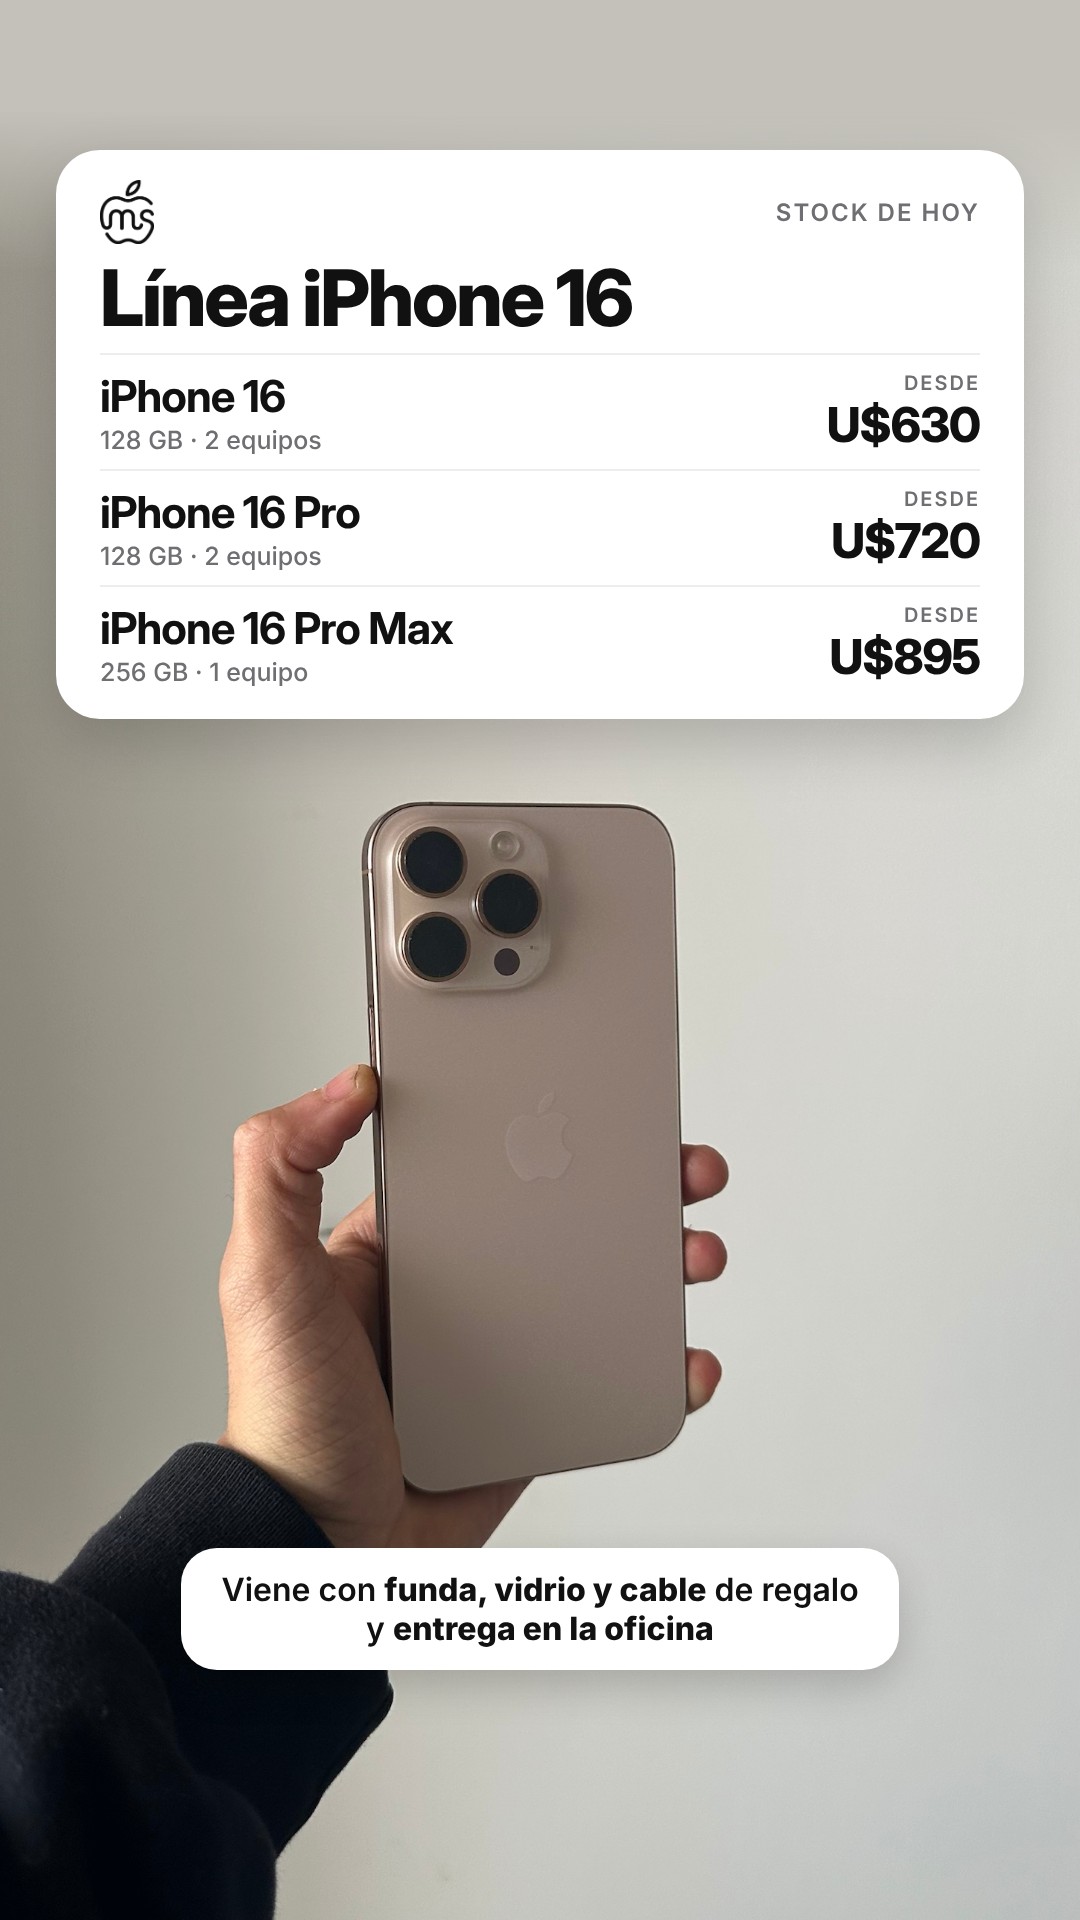 ms
STOCK DE HOY
Línea iPhone 16
iPhone 16
128 GB · 2 equipos
DESDE
U$630
iPhone 16 Pro
128 GB · 2 equipos
DESDE
U$720
iPhone 16 Pro Max
256 GB · 1 equipo
DESDE
U$895
Viene con funda, vidrio y cable de regalo
y entrega en la oficina